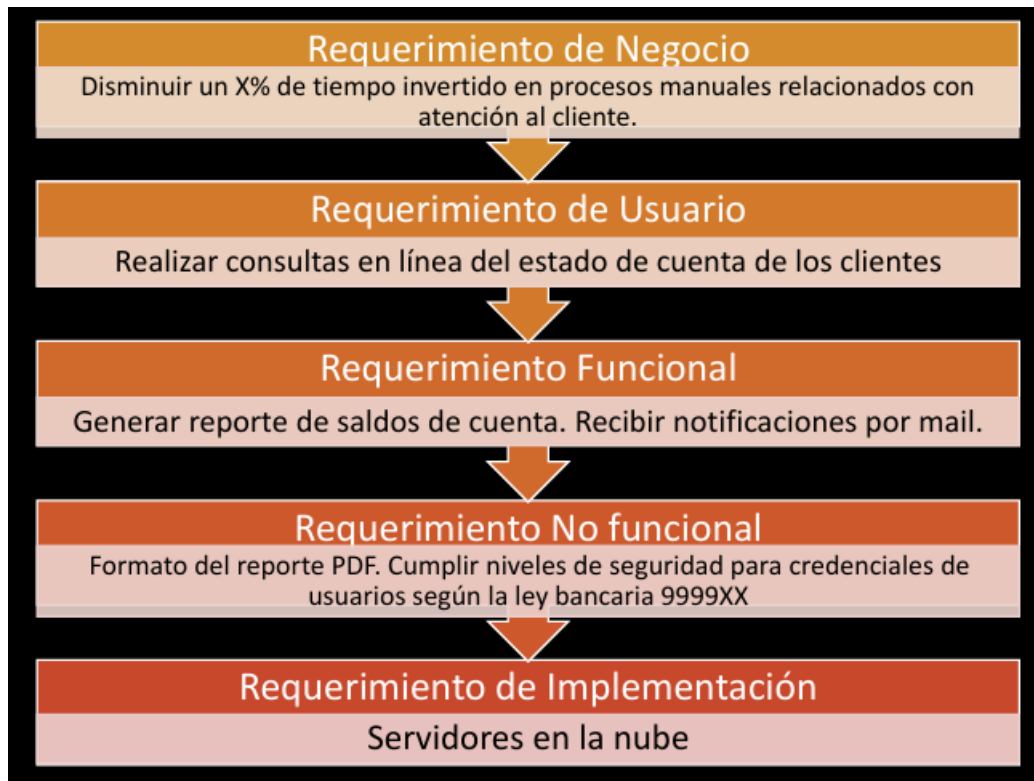 Requerimiento de Negocio
Disminuir un X% de tiempo invertido en procesos manuales relacionados con
atención al cliente.
Requerimiento de Usuario
Realizar consultas en línea del estado de cuenta de los clientes
Requerimiento Funcional
Generar reporte de saldos de cuenta. Recibir notificaciones por mail.
Requerimiento No funcional
Formato del reporte PDF. Cumplir niveles de seguridad para credenciales de
usuarios según la ley bancaria 9999XX
Requerimiento de Implementación
Servidores en la nube